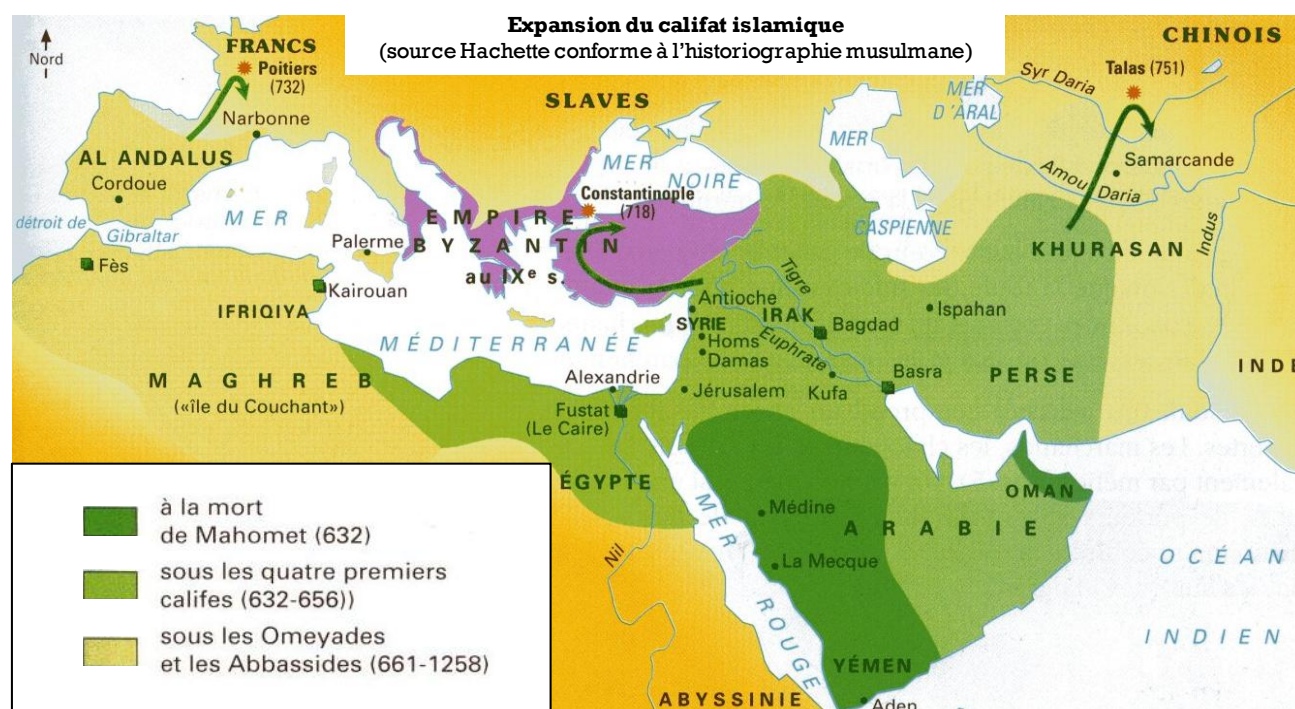 Expansion du califat islamique
(source Hachette conforme à l'historiographie musulmane)
Nord
FRANCS
Poitiers
(732)
CHINOIS
Talas (751)
Syr Daria
MER
D'ARAL
SLAVES
Narbonne
MER
NOIRE
MER
CASPIENNE
Samarcande
Amou Daria
AL ANDALUS
Cordoue
Constantinople
(718)
EMPIRE
BYZANTIN
au IXe s.
détroit de
Gibraltar
MER
MÉDITERRANÉE
Palerme
KHURASAN
Indus
Fès
Kairouan
IFRIQIYA
Antioche
Tigre
IRAK
Bagdad
Ispahan
SYRIE
Homs
Damas
Euphrate
MAGHREB
(«île du Couchant»)
Alexandrie
Jérusalem
Kufa
Basra
PERSE
INDE
Fustat
(Le Caire)
ÉGYPTE
OMAN
Médine
ARABIE
La Mecque
MER ROUGE
Nil
OCÉAN
INDIEN
YÉMEN
ABYSSINIE
Aden
à la mort
de Mahomet (632)
sous les quatre premiers
califes (632-656))
sous les Omeyades
et les Abbassides (661-1258)